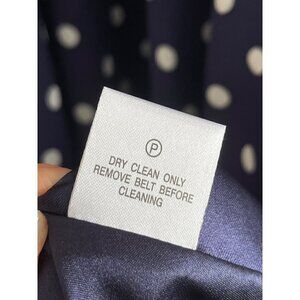 P
DRY CLEAN ONLY
REMOVE BELT BEFORE
CLEANING